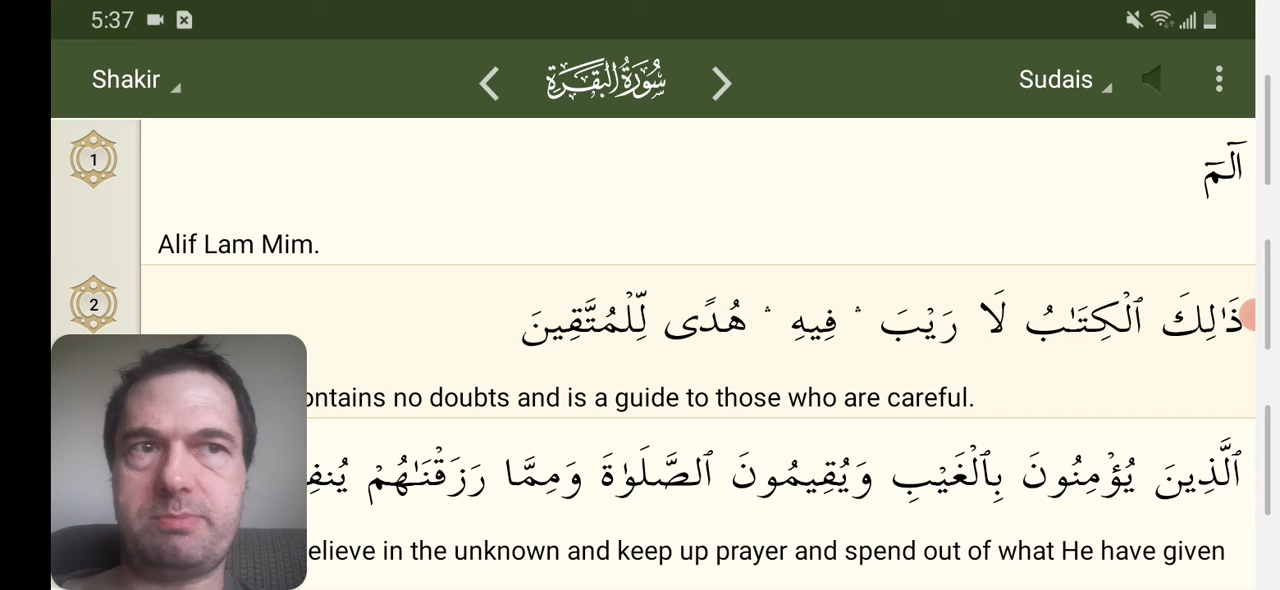 5:37
Shakir
سُورَةُ البَقَرَةِ
Sudais
1
الٓمٓ
Alif Lam Mim.
2
ذَٰلِكَ ٱلْكِتَـٰبُ لَا رَيْبَ ۛ فِيهِ ۛ هُدًى لِّلْمُتَّقِينَ
ontains no doubts and is a guide to those who are careful.
ٱلَّذِينَ يُؤْمِنُونَ بِٱلْغَيْبِ وَيُقِيمُونَ ٱلصَّلَوٰةَ وَمِمَّا رَزَقْنَـٰهُمْ يُنفِ
elieve in the unknown and keep up prayer and spend out of what He have given